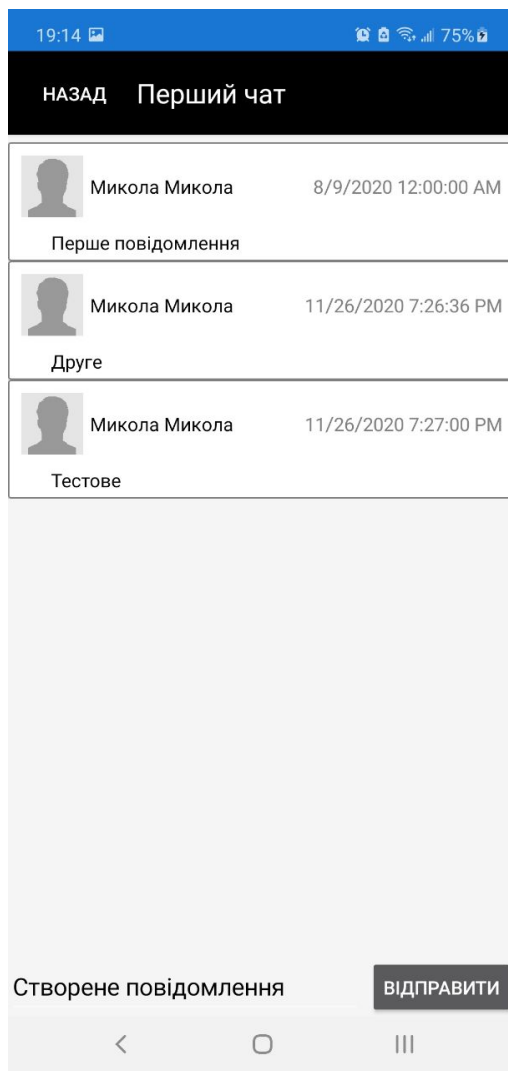 19:14 75%
НАЗАД Перший чат
Микола Микола 8/9/2020 12:00:00 AM
Перше повідомлення
Микола Микола 11/26/2020 7:26:36 PM
Друге
Микола Микола 11/26/2020 7:27:00 PM
Тестове
Створене повідомлення ВІДПРАВИТИ